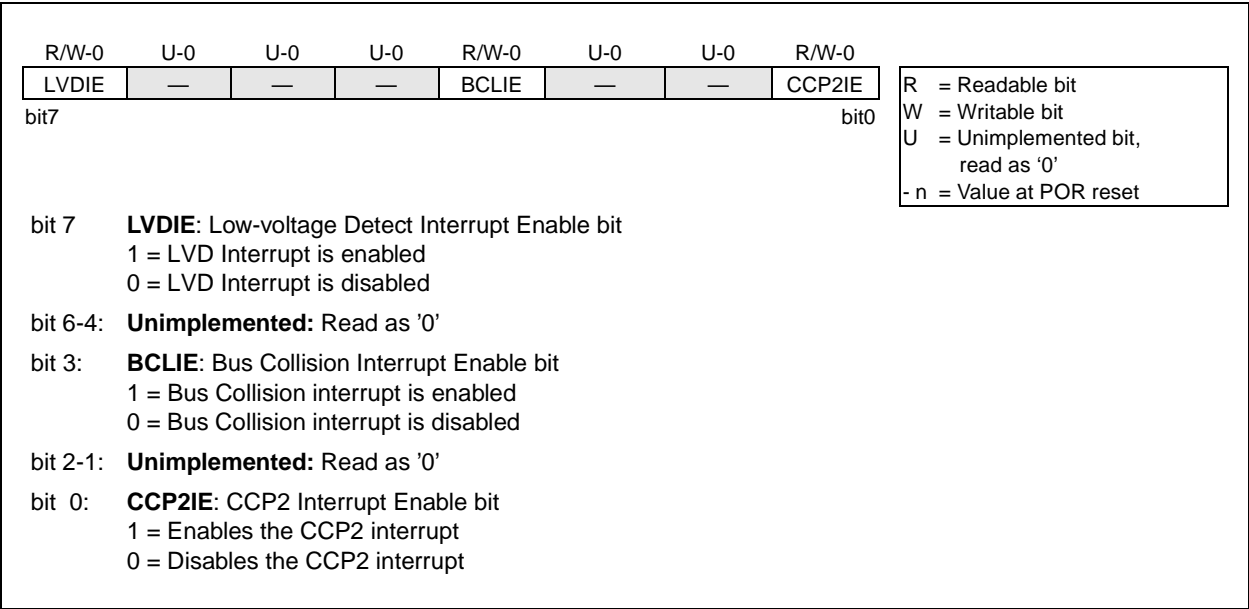 R/W-0 U-0 U-0 U-0 R/W-0 U-0 U-0 R/W-0
LVDIE — — — BCLIE — — CCP2IE
bit7 bit0
R = Readable bit
W = Writable bit
U = Unimplemented bit,
read as ‘0’
- n = Value at POR reset
bit 7 LVDIE: Low-voltage Detect Interrupt Enable bit
1 = LVD Interrupt is enabled
0 = LVD Interrupt is disabled
bit 6-4: Unimplemented: Read as '0'
bit 3: BCLIE: Bus Collision Interrupt Enable bit
1 = Bus Collision interrupt is enabled
0 = Bus Collision interrupt is disabled
bit 2-1: Unimplemented: Read as '0'
bit 0: CCP2IE: CCP2 Interrupt Enable bit
1 = Enables the CCP2 interrupt
0 = Disables the CCP2 interrupt